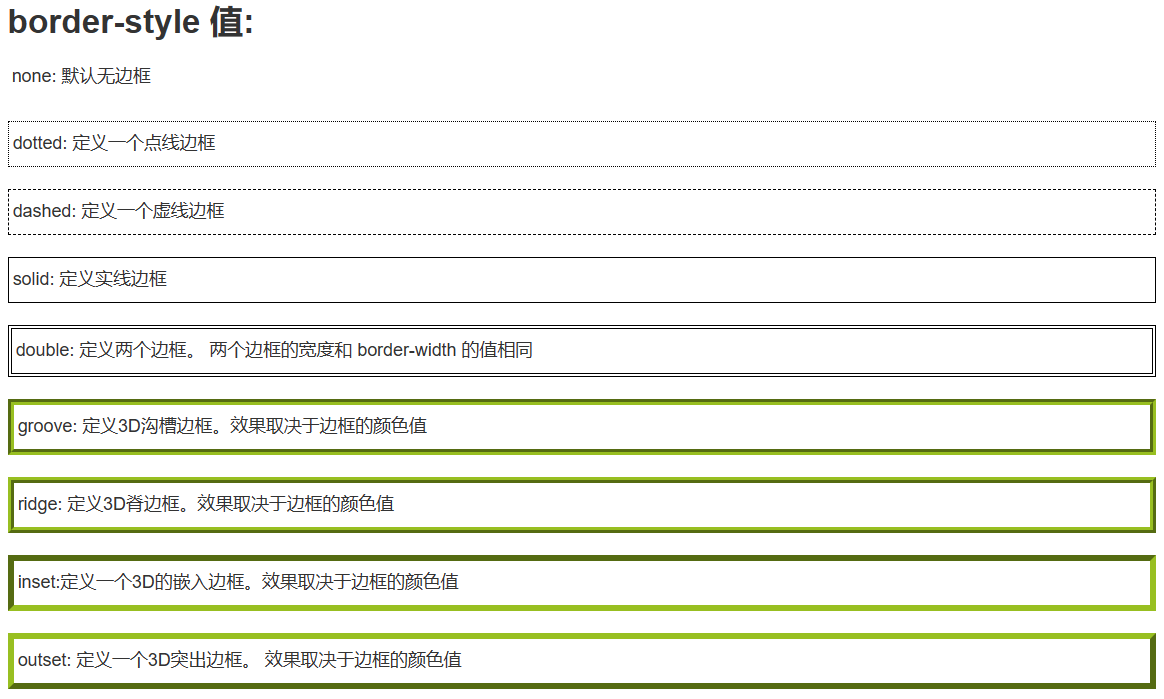 border-style 值:
none: 默认无边框
dotted: 定义一个点线边框
dashed: 定义一个虚线边框
solid: 定义实线边框
double: 定义两个边框。 两个边框的宽度和 border-width 的值相同
groove: 定义3D沟槽边框。效果取决于边框的颜色值
ridge: 定义3D脊边框。效果取决于边框的颜色值
inset:定义一个3D的嵌入边框。效果取决于边框的颜色值
outset: 定义一个3D突出边框。 效果取决于边框的颜色值